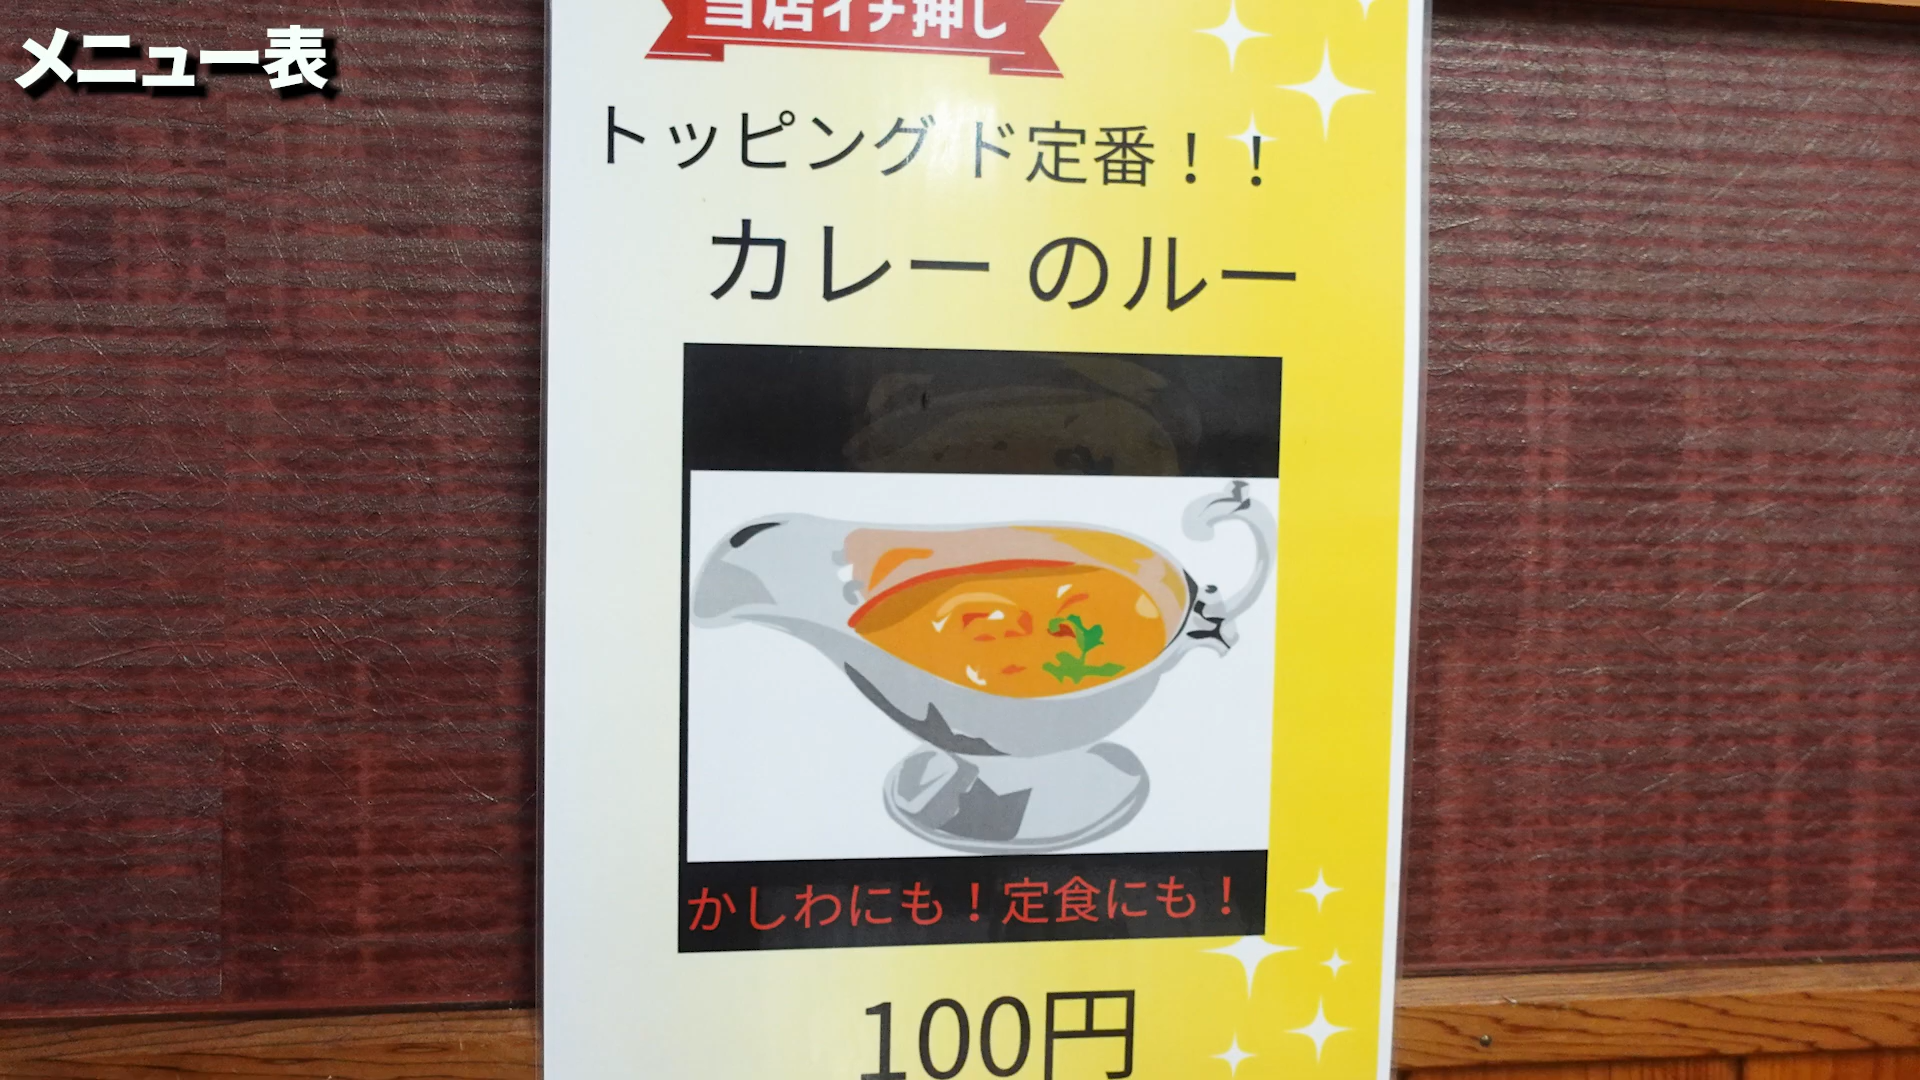 メニュー表
当店イチ押し
トッピング ド定番！！
カレーのルー
かしわにも！定食にも！
100円